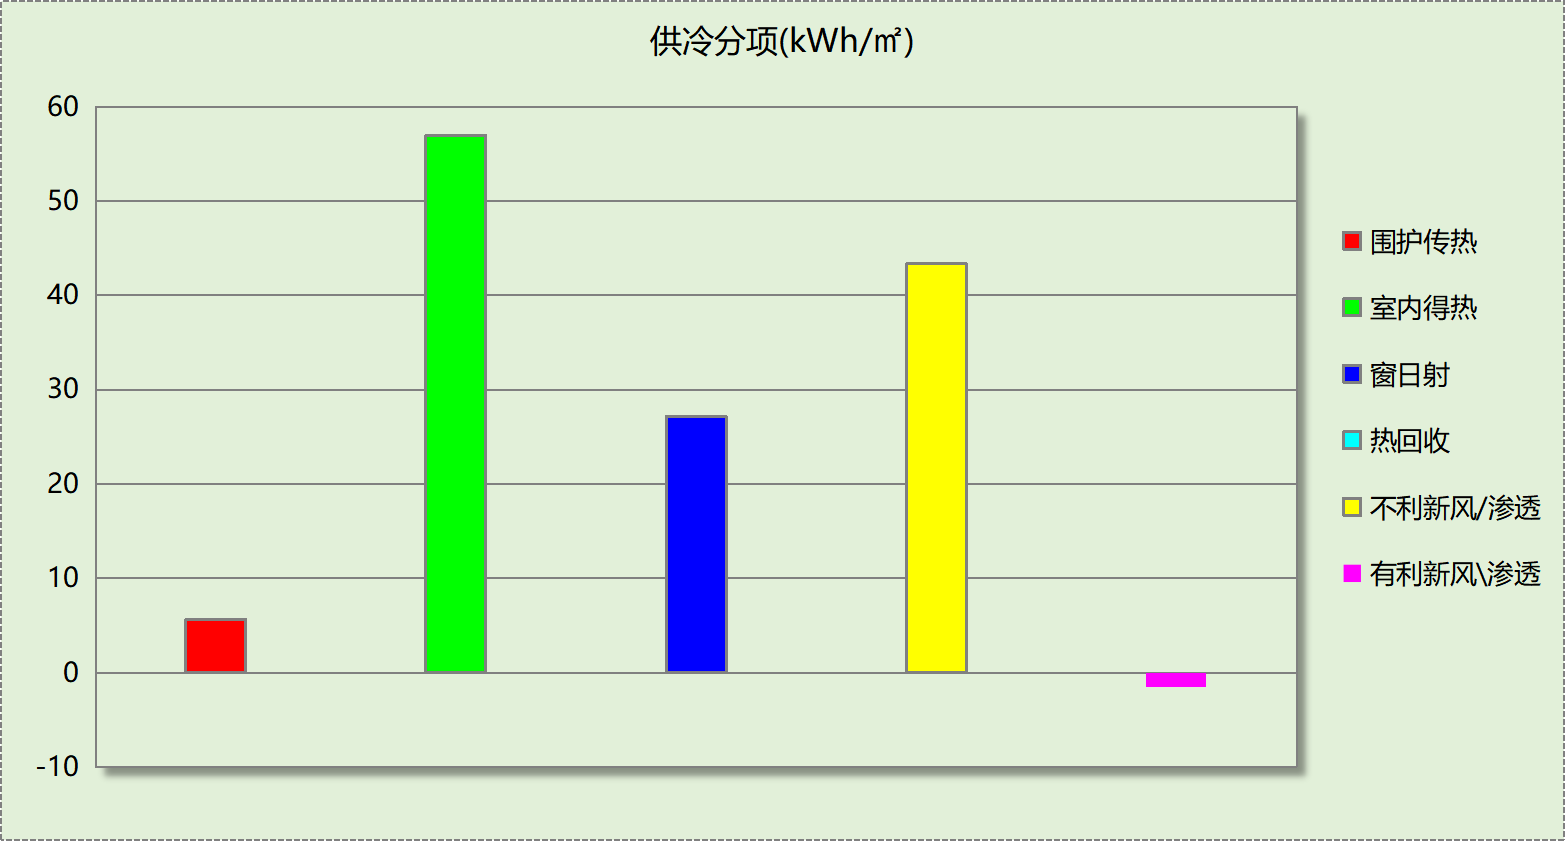 供冷分项(kWh/㎡)
60
50
40
30
20
10
0
-10
围护传热
室内得热
窗日射
热回收
不利新风/渗透
有利新风\渗透